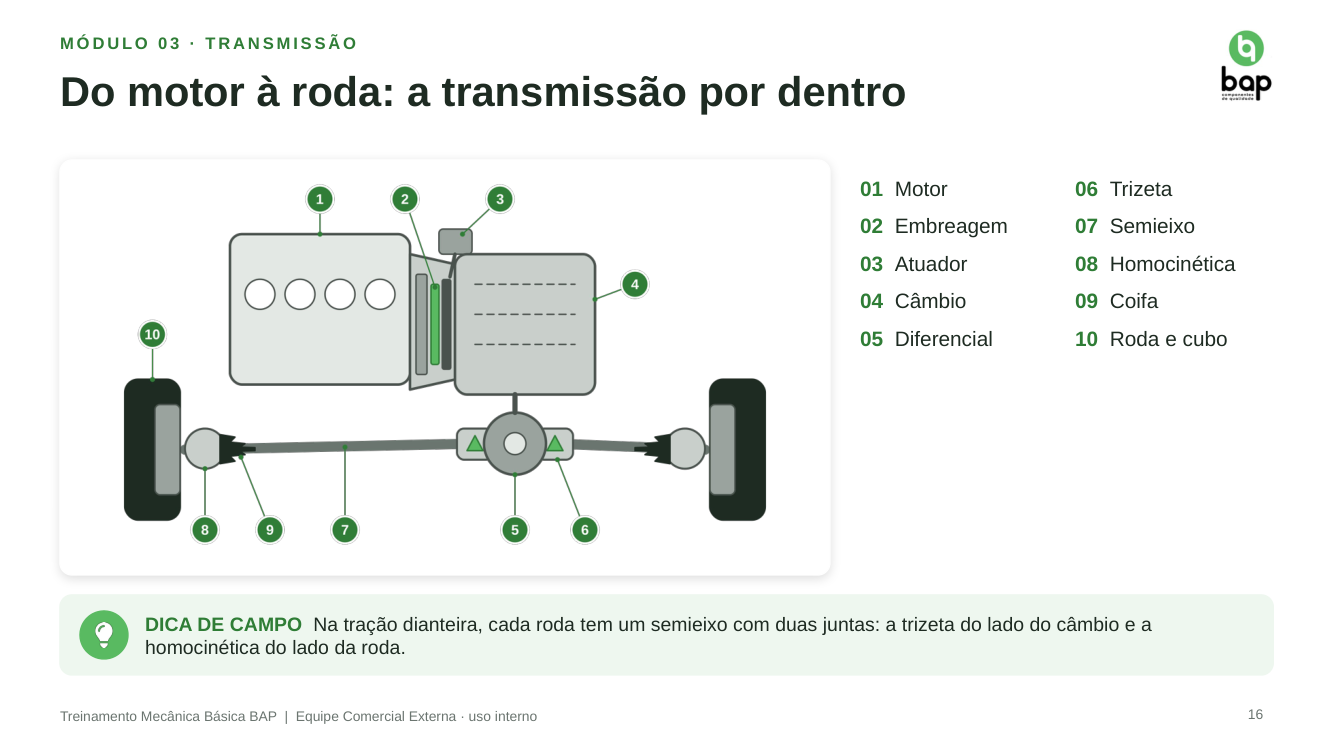 MÓDULO 03 · TRANSMISSÃO
Do motor à roda: a transmissão por dentro
bap
componentes
de qualidade
1
2
3
4
10
8
9
7
5
6
01 Motor
02 Embreagem
03 Atuador
04 Câmbio
05 Diferencial
06 Trizeta
07 Semieixo
08 Homocinética
09 Coifa
10 Roda e cubo
DICA DE CAMPO Na tração dianteira, cada roda tem um semieixo com duas juntas: a trizeta do lado do câmbio e a
homocinética do lado da roda.
Treinamento Mecânica Básica BAP | Equipe Comercial Externa · uso interno
16